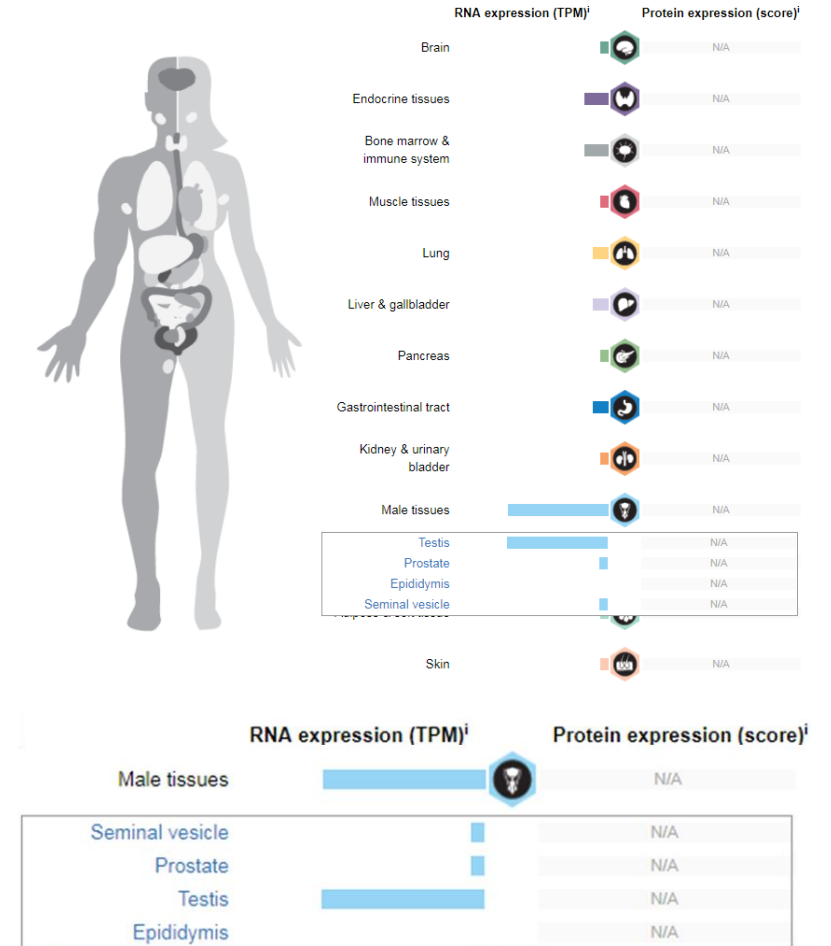 RNA expression (TPM)i Protein expression (score)i
Brain N/A
Endocrine tissues N/A
Bone marrow &
immune system N/A
Muscle tissues N/A
Lung N/A
Liver & gallbladder N/A
Pancreas N/A
Gastrointestinal tract N/A
Kidney & urinary
bladder N/A
Male tissues N/A
Testis N/A
Prostate N/A
Epididymis N/A
Seminal vesicle N/A
Skin N/A
RNA expression (TPM)i Protein expression (score)i
Male tissues N/A
Seminal vesicle N/A
Prostate N/A
Testis N/A
Epididymis N/A